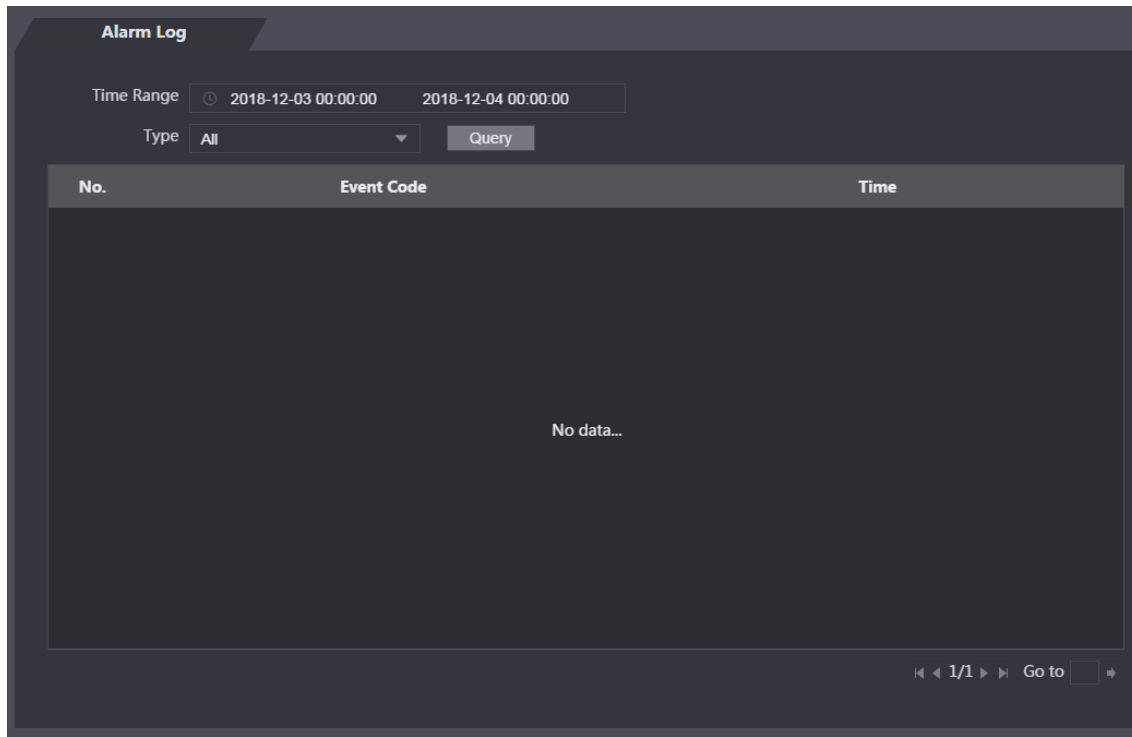 Alarm Log
Time Range 2018-12-03 00:00:00 2018-12-04 00:00:00
Type All Query
No. Event Code Time
No data...
1/1 Go to